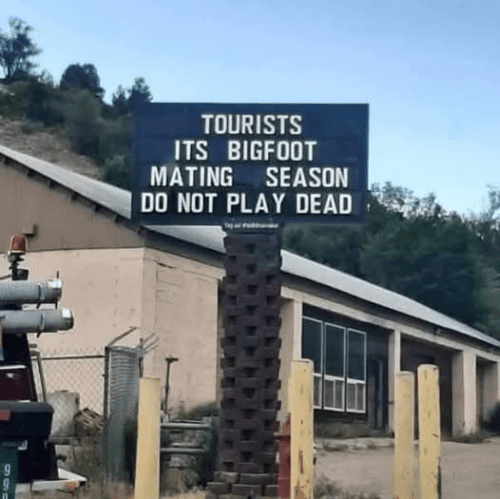 TOURISTS
ITS BIGFOOT
MATING SEASON
DO NOT PLAY DEAD